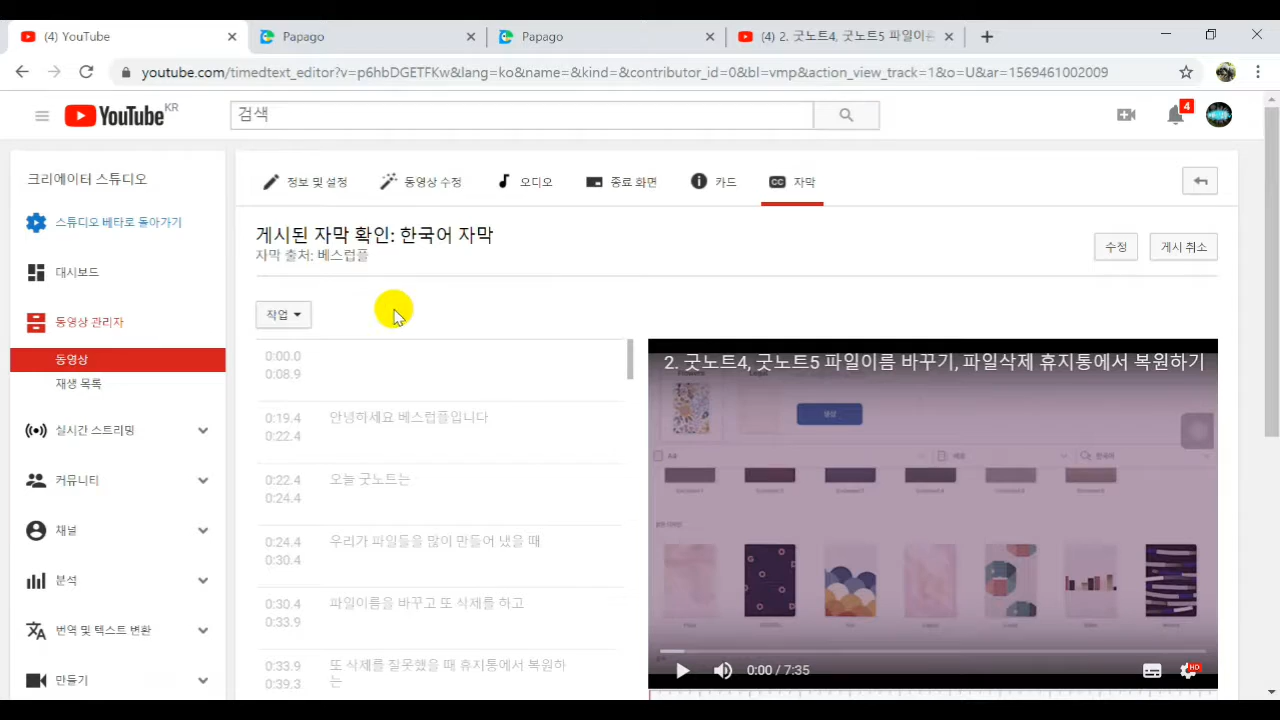 (4) YouTube
Papago
Papago
(4) 2. 굿노트4, 굿노트5 파일이름
youtube.com/timedtext_editor?v=p6hbDGETFKw&lang=ko&name=&kind=&contributor_id=0&bl=vmp&action_view_track=1&o=U&ar=1569461002009
YouTube KR
검색
4
크리에이터 스튜디오
스튜디오 베타로 돌아가기
대시보드
동영상 관리자
동영상
재생 목록
실시간 스트리밍
커뮤니티
채널
분석
번역 및 텍스트 변환
만들기
정보 및 설정
동영상 수정
오디오
종료 화면
카드
CC 자막
게시된 자막 확인: 한국어 자막
자막 출처: 베스럽플
수정
게시 취소
작업
0:00.0
0:08.9
0:19.4 안녕하세요 베스럽플입니다
0:22.4
0:22.4 오늘 굿노트는
0:24.4
0:24.4 우리가 파일들을 많이 만들어 냈을 때
0:30.4
0:30.4 파일이름을 바꾸고 또 삭제를 하고
0:33.9
0:33.9 또 삭제를 잘못했을 때 휴지통에서 복원하
0:39.3 는
2. 굿노트4, 굿노트5 파일이름 바꾸기, 파일삭제 휴지통에서 복원하기
0:00 / 7:35
HD